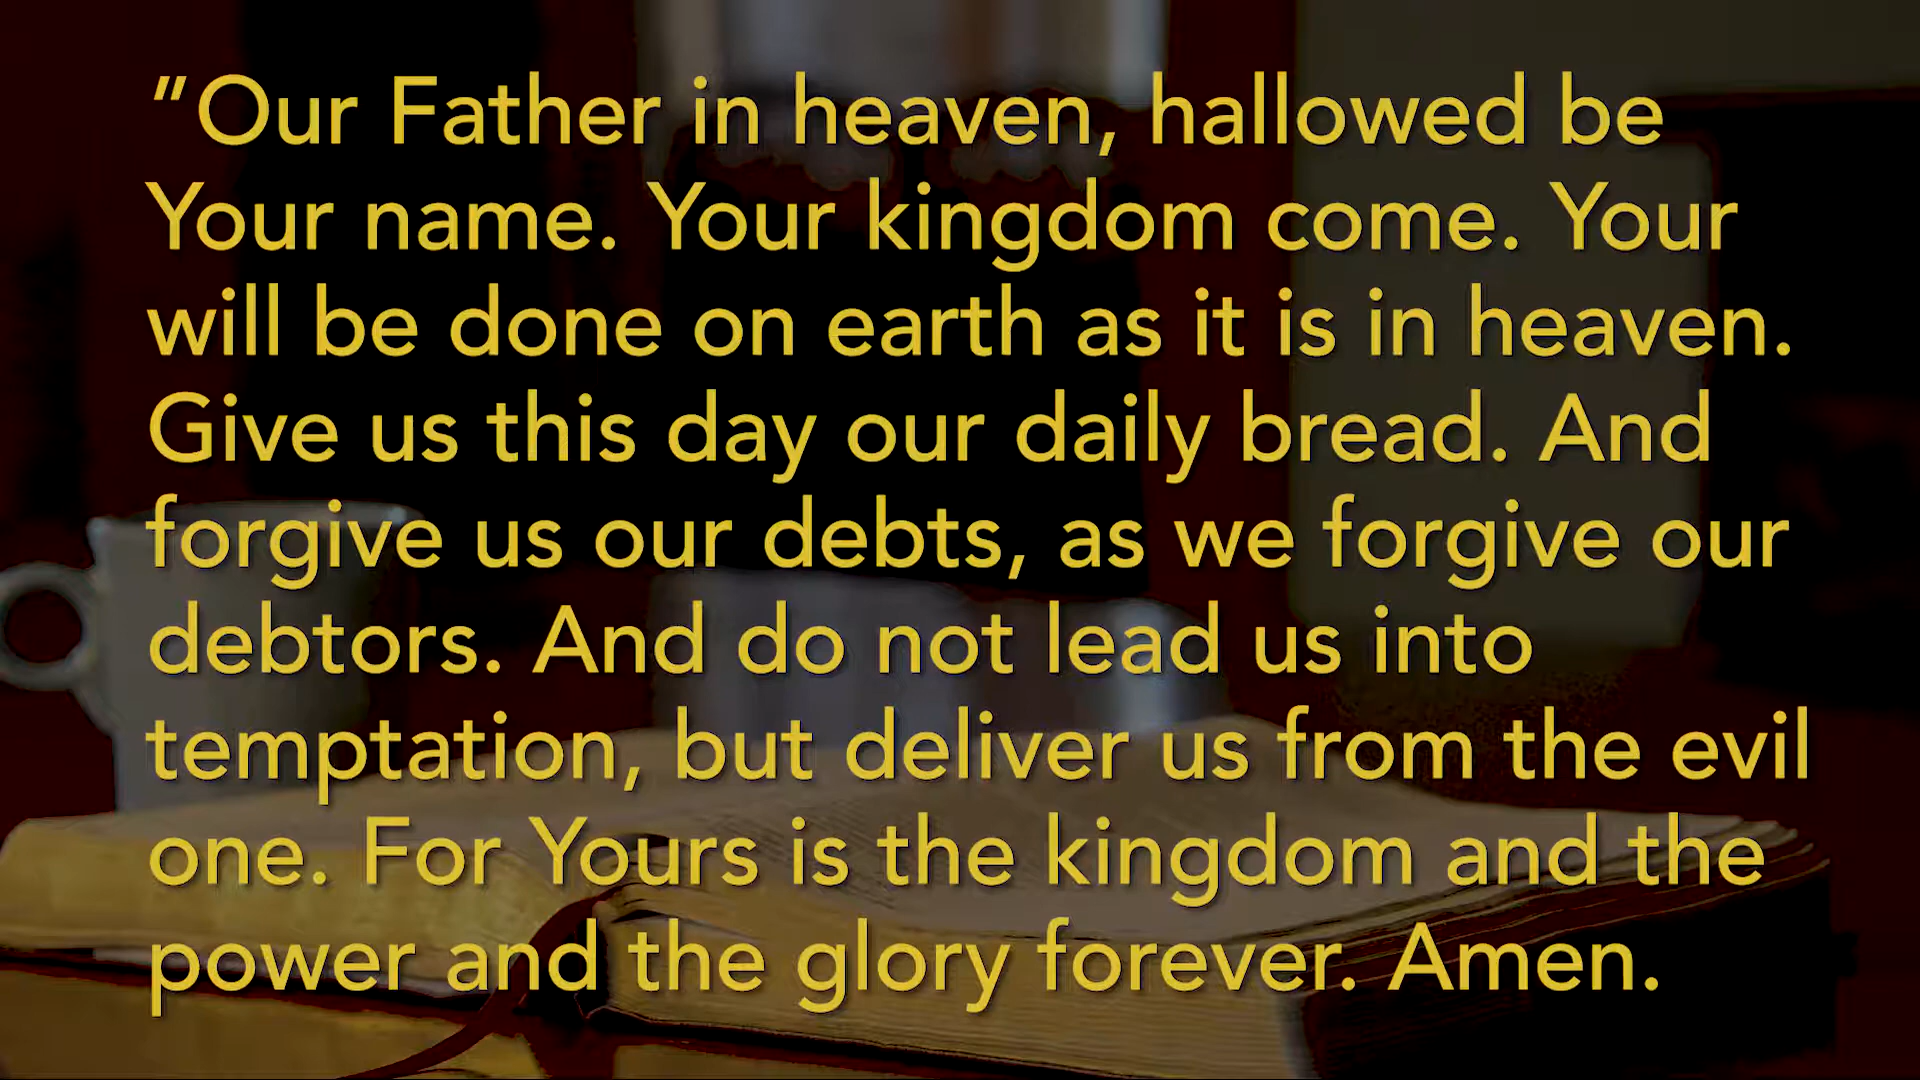 "Our Father in heaven, hallowed be
Your name. Your kingdom come. Your
will be done on earth as it is in heaven.
Give us this day our daily bread. And
forgive us our debts, as we forgive our
debtors. And do not lead us into
temptation, but deliver us from the evil
one. For Yours is the kingdom and the
power and the glory forever. Amen.